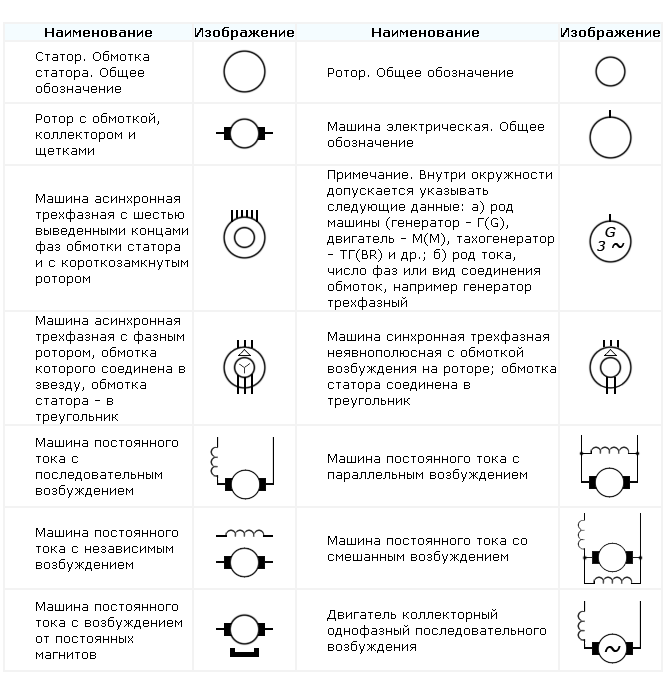 Наименование Изображение Наименование Изображение
Статор. Обмотка
статора. Общее
обозначение
Ротор. Общее обозначение
Ротор с обмоткой,
коллектором и
щетками
Машина электрическая. Общее
обозначение
Машина асинхронная
трехфазная с шестью
выведенными концами
фаз обмотки статора
и с короткозамкнутым
ротором
Примечание. Внутри окружности
допускается указывать
следующие данные: а) род
машины (генератор – Г(G),
двигатель – М(M), тахогенератор
– ТГ(BR) и др.; б) род тока,
число фаз или вид соединения
обмоток, например генератор
трехфазный
G
3 ~
Машина асинхронная
трехфазная с фазным
ротором, обмотка
которого соединена в
звезду, обмотка
статора – в
треугольник
Машина синхронная трехфазная
неявнополюсная с обмоткой
возбуждения на роторе; обмотка
статора соединена в
треугольник
Машина постоянного
тока с
последовательным
возбуждением
Машина постоянного тока с
параллельным возбуждением
Машина постоянного
тока с независимым
возбуждением
Машина постоянного тока со
смешанным возбуждением
Машина постоянного
тока с возбуждением
от постоянных
магнитов
Двигатель коллекторный
однофазный последовательного
возбуждения
~